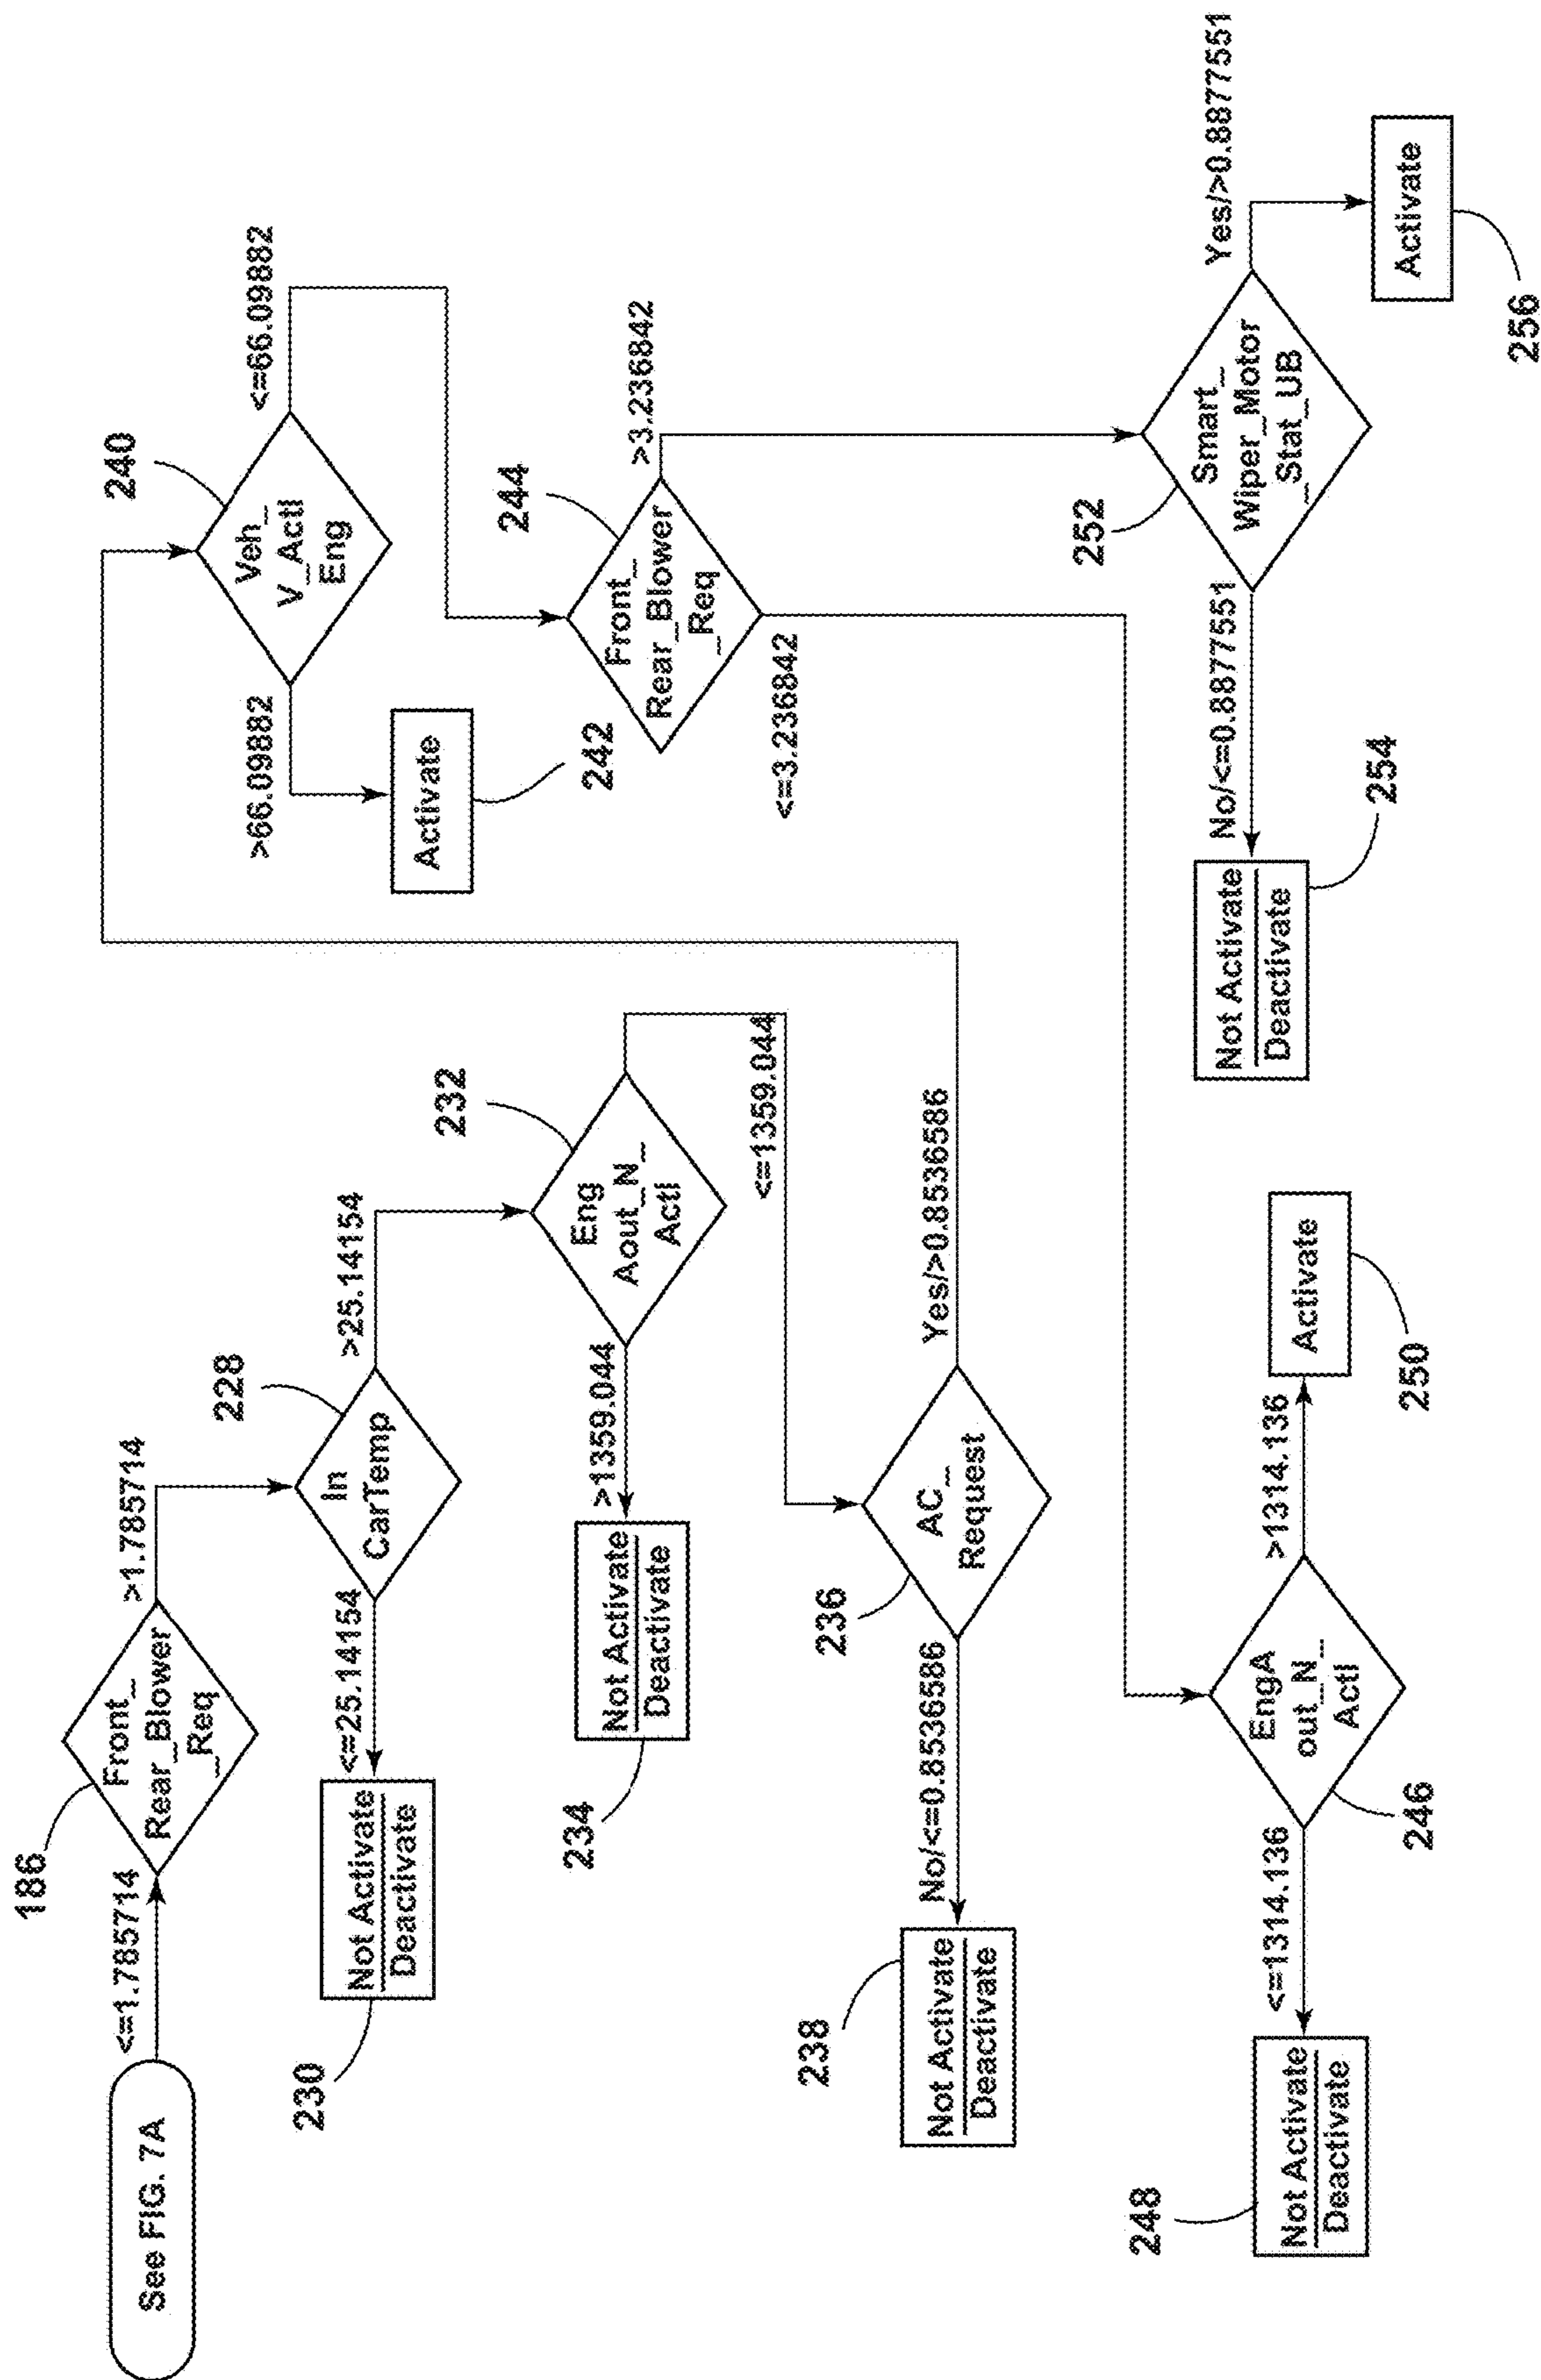 See FIG. 7A
<=1.785714
186
Front_
Rear_Blower
_Req
>1.785714
228
In
CarTemp
<=25.14154
Not Activate
Deactivate
230
>25.14154
232
Eng
Aout_N_
Actl
>1359.044
Not Activate
Deactivate
234
<=1359.044
236
AC_
Request
No/<=0.8536586
Not Activate
Deactivate
238
Yes/>0.8536586
240
Veh_
V_Actl
Eng
>66.09882
Activate
242
<=66.09882
244
Front_
Rear_Blower
_Req
<=3.236842
>3.236842
EngA
out_N_
Actl
246
<=1314.136
Not Activate
Deactivate
248
>1314.136
Activate
250
252
Smart_
Wiper_Motor
_Stat_UB
No/<=0.8877551
Not Activate
Deactivate
254
Yes/>0.8877551
Activate
256